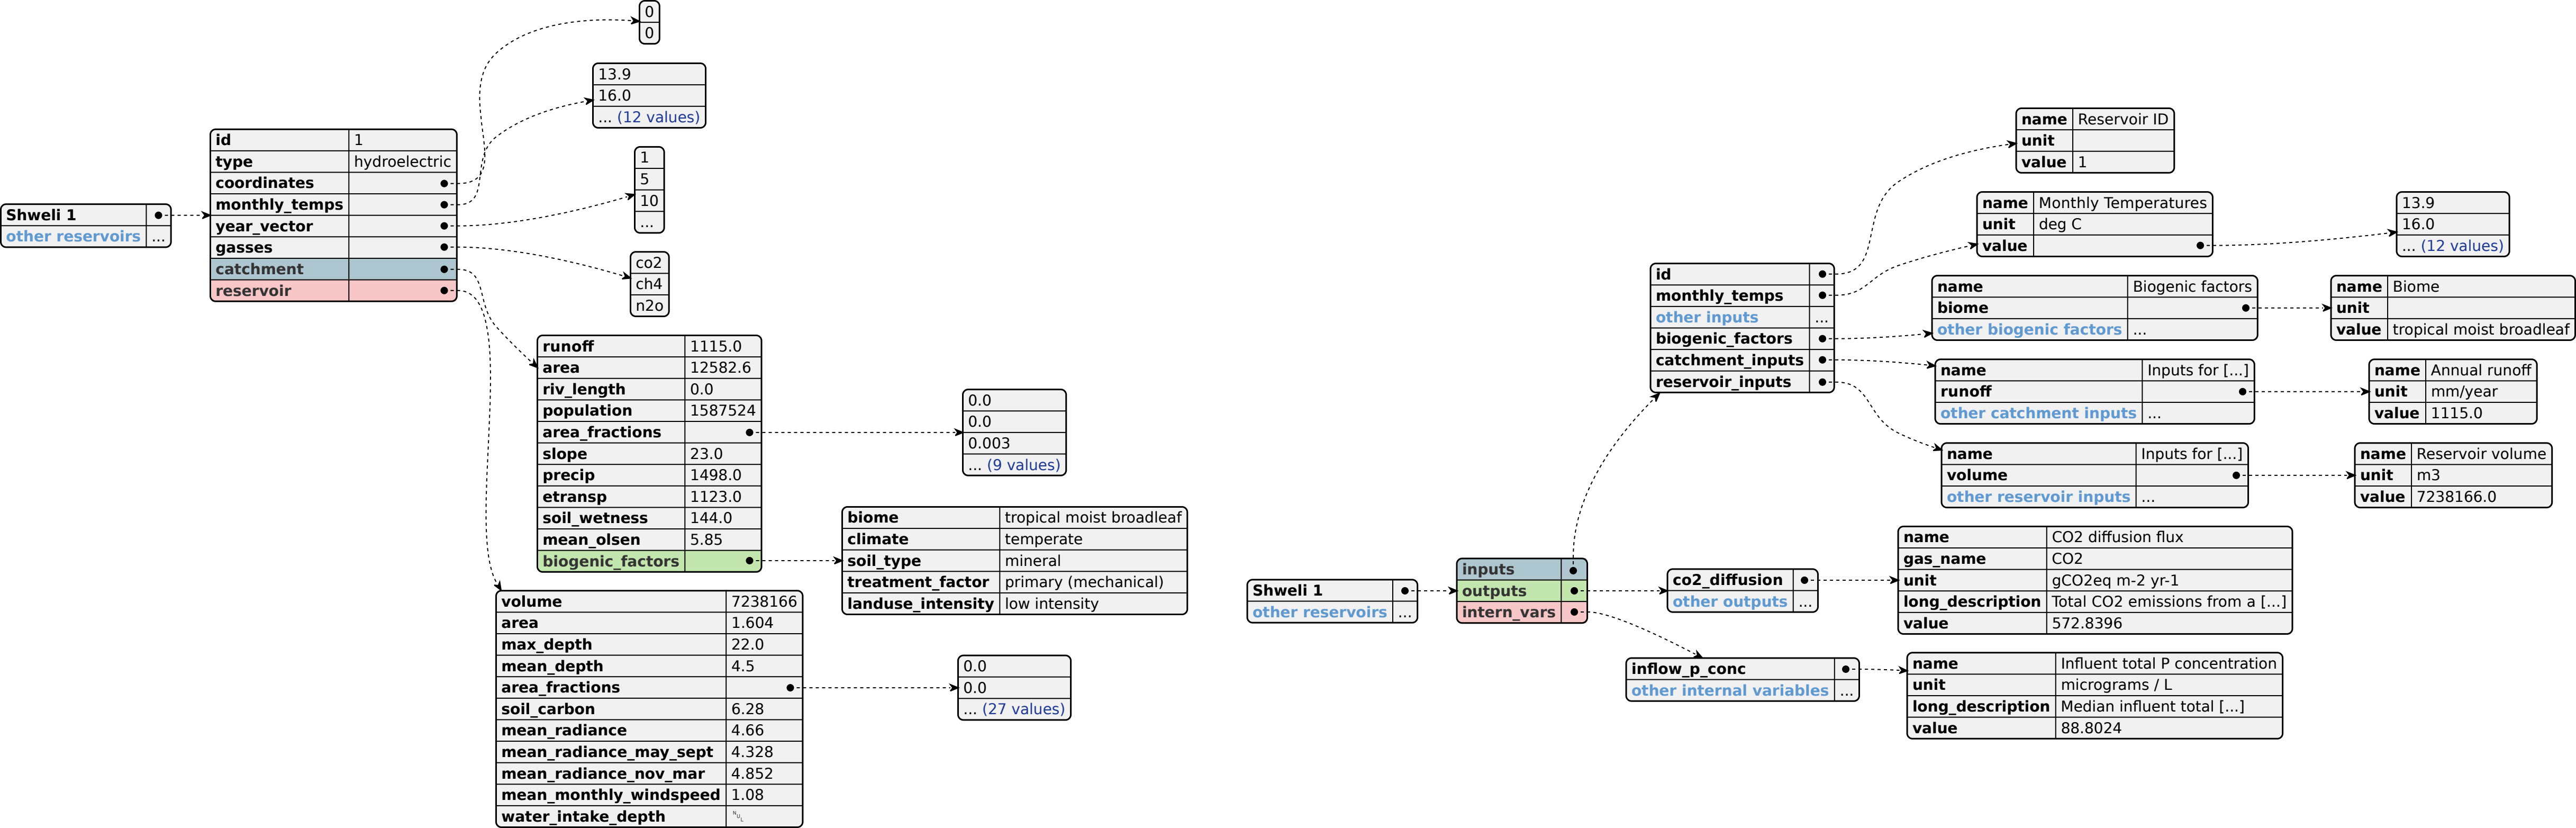 Shweli 1
other reservoirs ...
id 1
type hydroelectric
coordinates
monthly_temps
year_vector
gasses
catchment
reservoir
0
0
13.9
16.0
... (12 values)
1
5
10
...
co2
ch4
n2o
runoff 1115.0
area 12582.6
riv_length 0.0
population 1587524
area_fractions
slope 23.0
precip 1498.0
etransp 1123.0
soil_wetness 144.0
mean_olsen 5.85
biogenic_factors
0.0
0.0
0.003
... (9 values)
biome tropical moist broadleaf
climate temperate
soil_type mineral
treatment_factor primary (mechanical)
landuse_intensity low intensity
volume 7238166
area 1.604
max_depth 22.0
mean_depth 4.5
area_fractions
soil_carbon 6.28
mean_radiance 4.66
mean_radiance_may_sept 4.328
mean_radiance_nov_mar 4.852
mean_monthly_windspeed 1.08
water_intake_depth ␀
0.0
0.0
... (27 values)
Shweli 1
other reservoirs ...
inputs
outputs
intern_vars
id
monthly_temps
other inputs ...
biogenic_factors
catchment_inputs
reservoir_inputs
name Reservoir ID
unit
value 1
name Monthly Temperatures
unit deg C
value
13.9
16.0
... (12 values)
name Biogenic factors
biome
other biogenic factors ...
name Biome
unit
value tropical moist broadleaf
name Inputs for [...]
runoff
other catchment inputs ...
name Annual runoff
unit mm/year
value 1115.0
name Inputs for [...]
volume
other reservoir inputs ...
name Reservoir volume
unit m3
value 7238166.0
co2_diffusion
other outputs ...
name CO2 diffusion flux
gas_name CO2
unit gCO2eq m-2 yr-1
long_description Total CO2 emissions from a [...]
value 572.8396
inflow_p_conc
other internal variables ...
name Influent total P concentration
unit micrograms / L
long_description Median influent total [...]
value 88.8024